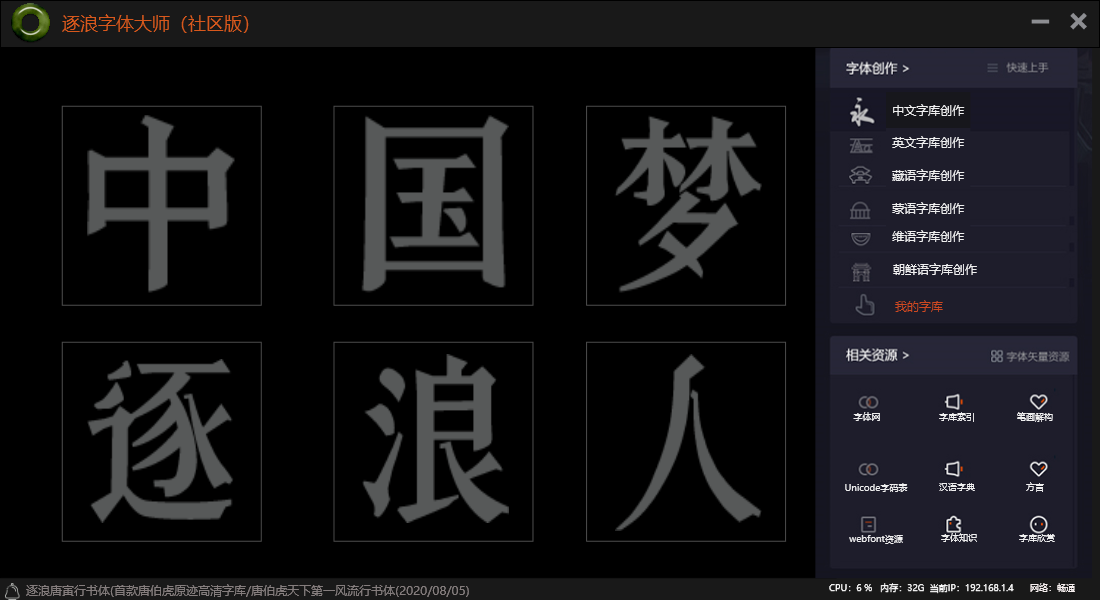 逐浪字体大师（社区版）
中 国 梦
逐 浪 人
字体创作 >
快速上手
中文字库创作
英文字库创作
藏语字库创作
蒙语字库创作
维语字库创作
朝鲜语字库创作
我的字库
相关资源 >
字体矢量资源
字体网 字库索引 笔画解构
Unicode字码表 汉语字典 方言
webfont资源 字体知识 字库欣赏
逐浪唐寅行书体(首款唐伯虎原迹高清字库/唐伯虎天下第一风流行书体(2020/08/05)
CPU: 6 % 内存: 32G 当前IP: 192.168.1.4 网络: 畅通